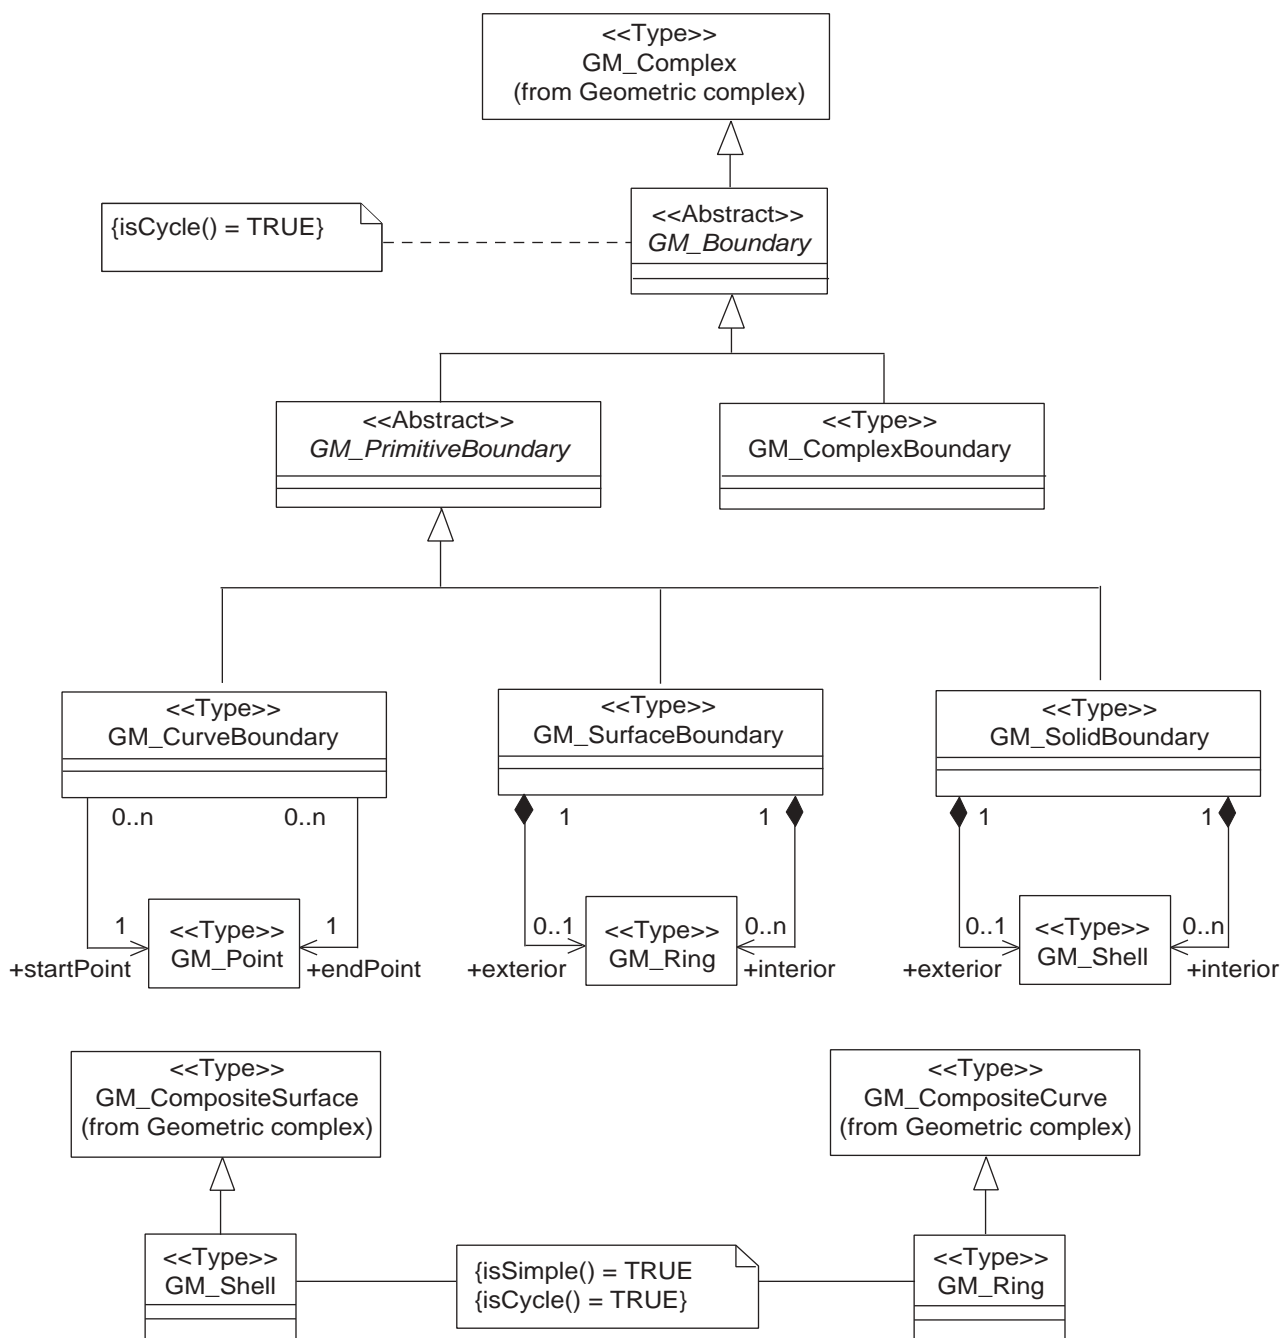 <<Type>>
GM_Complex
(from Geometric complex)
{isCycle() = TRUE}
<<Abstract>>
GM_Boundary
<<Abstract>>
GM_PrimitiveBoundary
<<Type>>
GM_ComplexBoundary
<<Type>>
GM_CurveBoundary
<<Type>>
GM_SurfaceBoundary
<<Type>>
GM_SolidBoundary
0..n
0..n
1
1
1
1
1
<<Type>>
GM_Point
1
+startPoint
+endPoint
0..1
<<Type>>
GM_Ring
0..n
+exterior
+interior
0..1
<<Type>>
GM_Shell
0..n
+exterior
+interior
<<Type>>
GM_CompositeSurface
(from Geometric complex)
<<Type>>
GM_CompositeCurve
(from Geometric complex)
<<Type>>
GM_Shell
{isSimple() = TRUE
{isCycle() = TRUE}
<<Type>>
GM_Ring